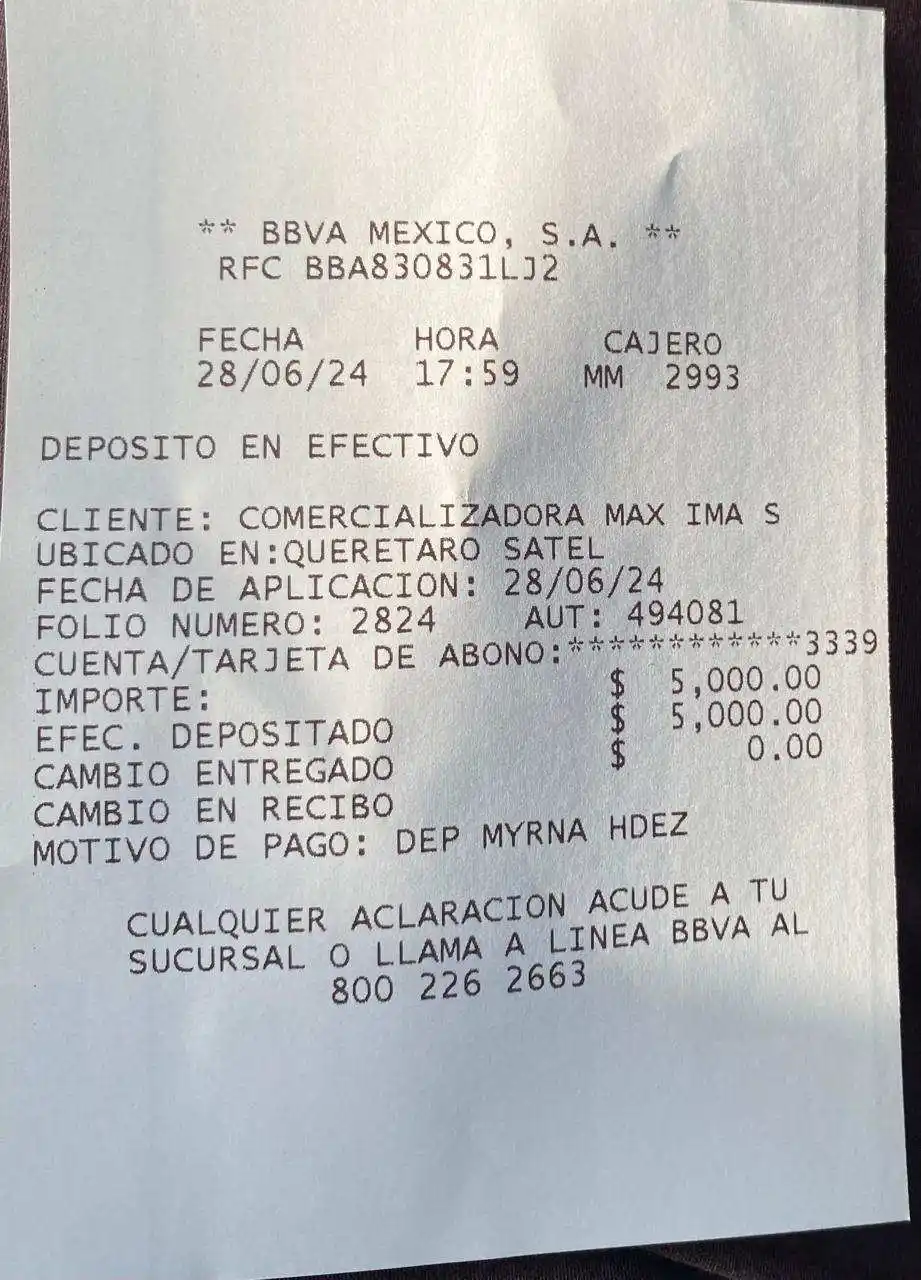 ** BBVA MEXICO, S.A. **
RFC BBA830831LJ2
FECHA HORA CAJERO
28/06/24 17:59 MM 2993
DEPOSITO EN EFECTIVO
CLIENTE: COMERCIALIZADORA MAX IMA S
UBICADO EN:QUERETARO SATEL
FECHA DE APLICACION: 28/06/24
FOLIO NUMERO: 2824 AUT: 494081
CUENTA/TARJETA DE ABONO:************3339
IMPORTE: $ 5,000.00
EFEC. DEPOSITADO $ 5,000.00
CAMBIO ENTREGADO $ 0.00
CAMBIO EN RECIBO
MOTIVO DE PAGO: DEP MYRNA HDEZ
CUALQUIER ACLARACION ACUDE A TU
SUCURSAL O LLAMA A LINEA BBVA AL
800 226 2663